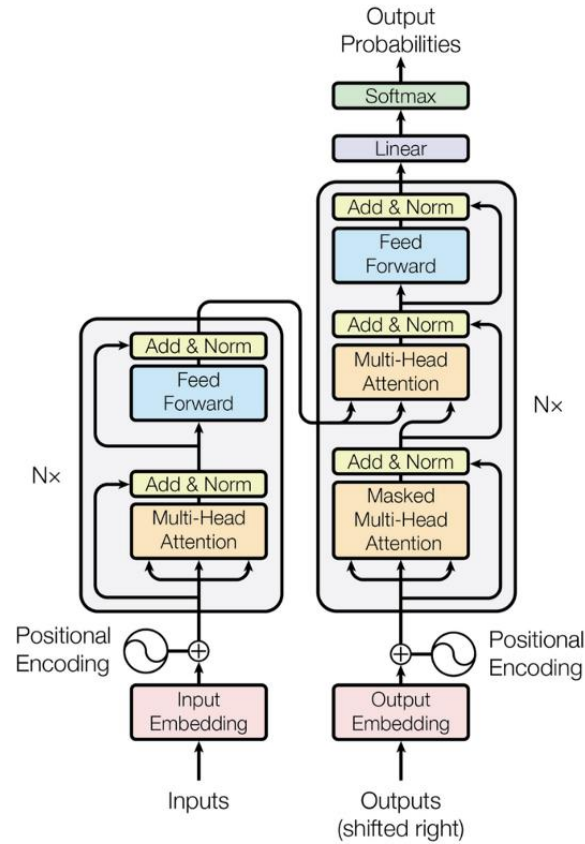 Output
Probabilities
Softmax
Linear
Add & Norm
Feed
Forward
Add & Norm
Multi-Head
Attention
Add & Norm
Masked
Multi-Head
Attention
N×
Add & Norm
Feed
Forward
Add & Norm
Multi-Head
Attention
N×
Positional
Encoding
Positional
Encoding
Input
Embedding
Output
Embedding
Inputs
Outputs
(shifted right)